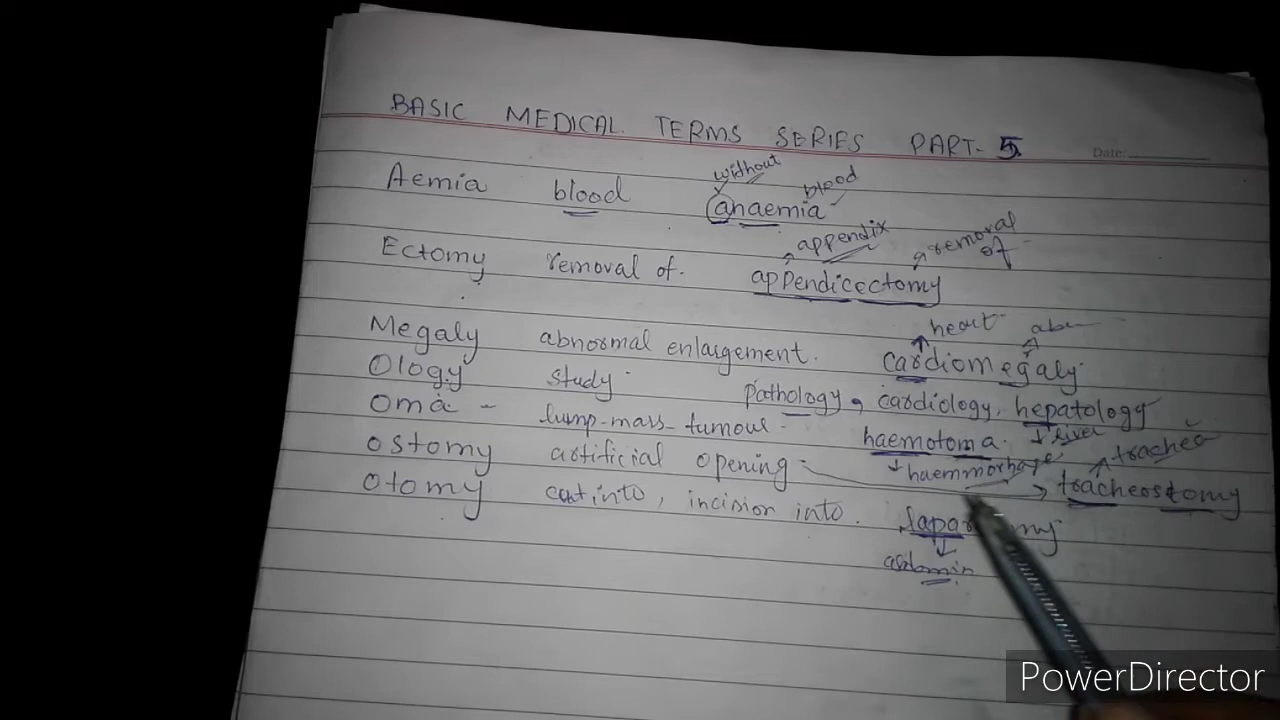 BASIC MEDICAL TERMS SERIES PART-5
Date:
without
blood
Aemia blood anaemia
appendix removal of
Ectomy removal of. appendicectomy
heart
Megaly abnormal enlargement. cardiomegaly
Ology study pathology, cardiology, hepatology
liver
oma - lump-mass-tumour haemotoma.
haemmorhage
trachea
ostomy artificial opening tracheostomy
otomy cut into, incision into.
PowerDirector